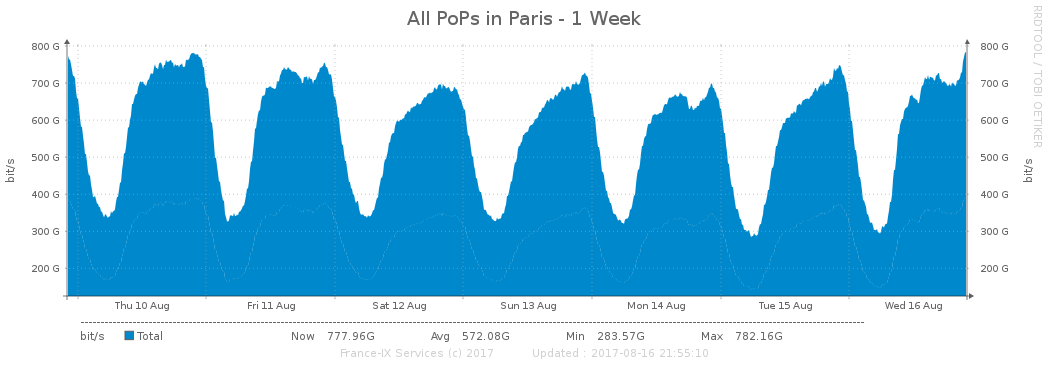 All PoPs in Paris - 1 Week
RRDTOOL / TOBI OETIKER
800 G 800 G
700 G 700 G
600 G 600 G
500 G 500 G
400 G 400 G
300 G 300 G
200 G 200 G
bit/s bit/s
Thu 10 Aug Fri 11 Aug Sat 12 Aug Sun 13 Aug Mon 14 Aug Tue 15 Aug Wed 16 Aug
bit/s Total Now 777.96G Avg 572.08G Min 283.57G Max 782.16G
France-IX Services (c) 2017 Updated : 2017-08-16 21:55:10